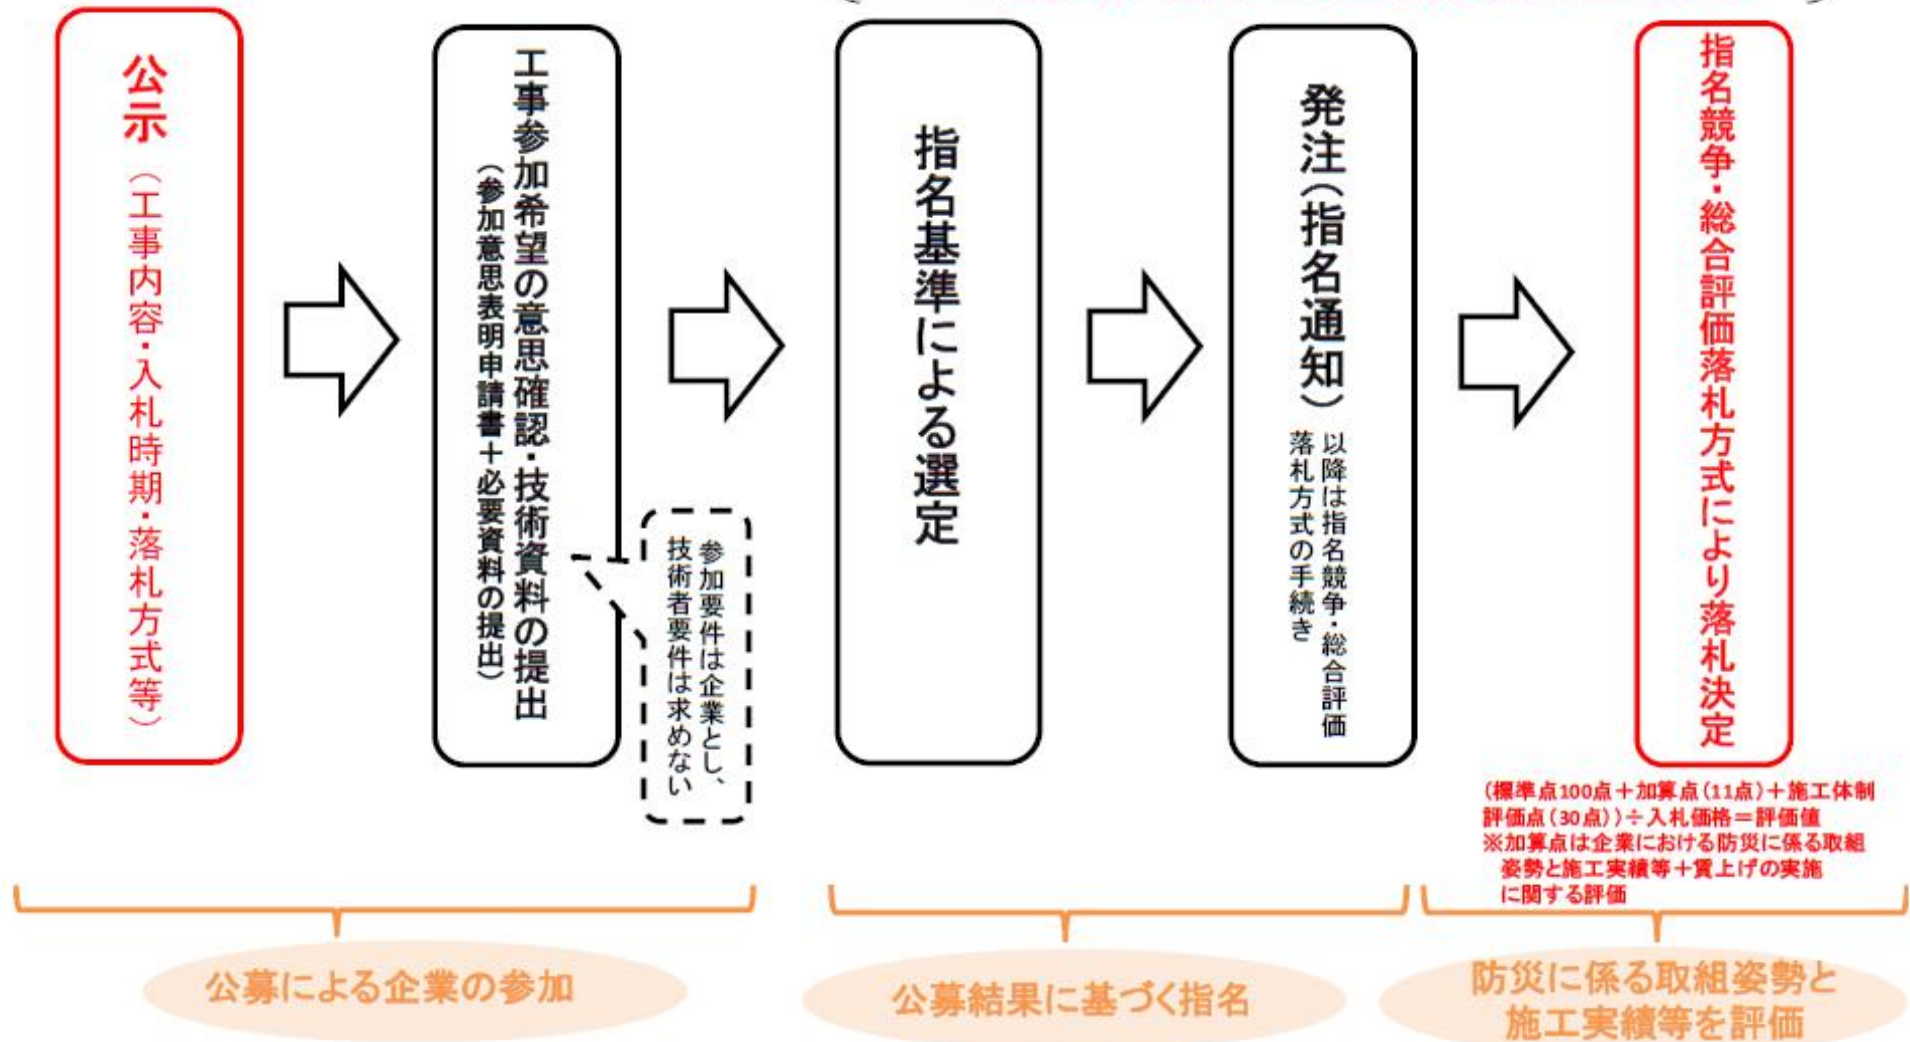 公示（工事内容・入札時期・落札方式等）
工事参加希望の意思確認・技術資料の提出
（参加意思表明申請書＋必要資料の提出）
参加要件は企業とし、
技術者要件は求めない
指名基準による選定
発注（指名通知）
以降は指名競争・総合評価
落札方式の手続き
指名競争・総合評価落札方式により落札決定
(標準点100点＋加算点(11点)＋施工体制
評価点(30点))÷入札価格＝評価値
※加算点は企業における防災に係る取組
姿勢と施工実績等＋賃上げの実施
に関する評価
公募による企業の参加
公募結果に基づく指名
防災に係る取組姿勢と
施工実績等を評価